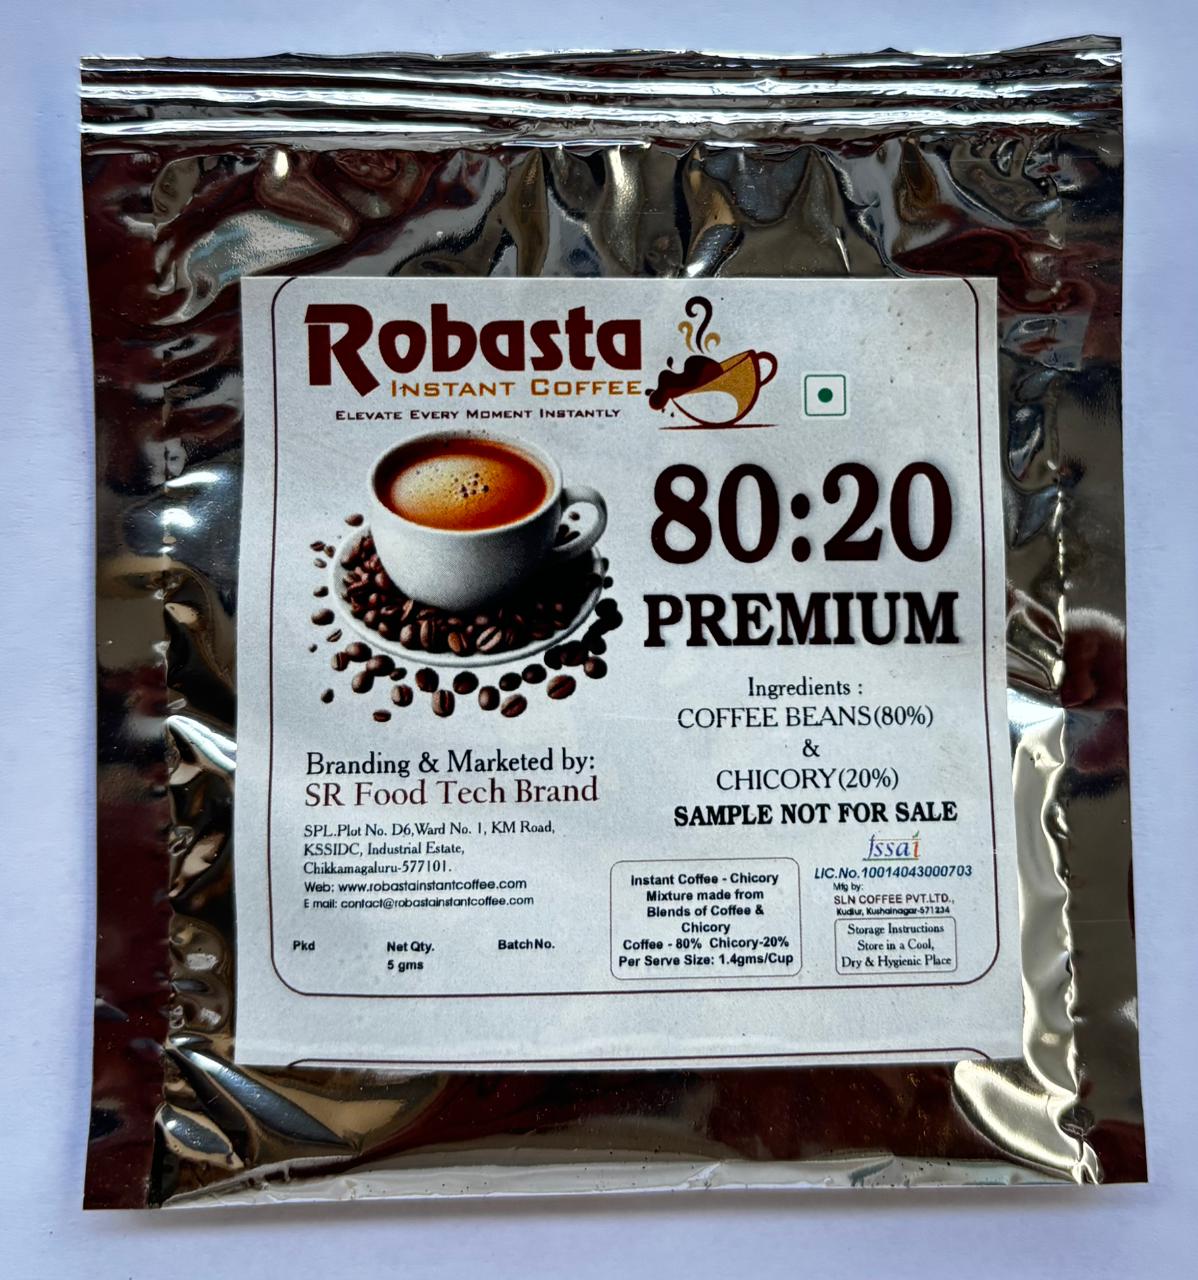 Robasta
INSTANT COFFEE
ELEVATE EVERY MOMENT INSTANTLY
80:20
PREMIUM
Ingredients :
COFFEE BEANS(80%)
&
CHICORY(20%)
SAMPLE NOT FOR SALE
Branding & Marketed by:
SR Food Tech Brand
SPL.Plot No. D6,Ward No. 1, KM Road,
KSSIDC, Industrial Estate,
Chikkamagaluru-577101.
Web: www.robastainstantcoffee.com
E mail: contact@robastainstantcoffee.com
Pkd
Net Qty.
5 gms
Batch No.
Instant Coffee - Chicory
Mixture made from
Blends of Coffee &
Chicory
Coffee - 80% Chicory-20%
Per Serve Size: 1.4gms/Cup
fssai
LIC.No.10014043000703
Mfg by:
SLN COFFEE PVT.LTD.,
Kudlur, Kushalnagar-571234
Storage Instructions
Store in a Cool,
Dry & Hygienic Place